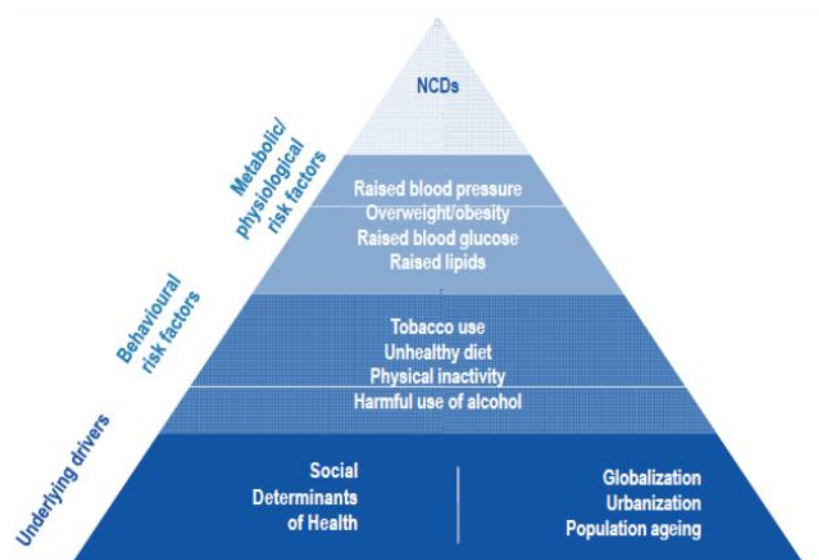 NCDs
Metabolic/
physiological
risk factors
Raised blood pressure
Overweight/obesity
Raised blood glucose
Raised lipids
Behavioural
risk factors
Tobacco use
Unhealthy diet
Physical inactivity
Harmful use of alcohol
Underlying drivers
Social
Determinants
of Health
Globalization
Urbanization
Population ageing